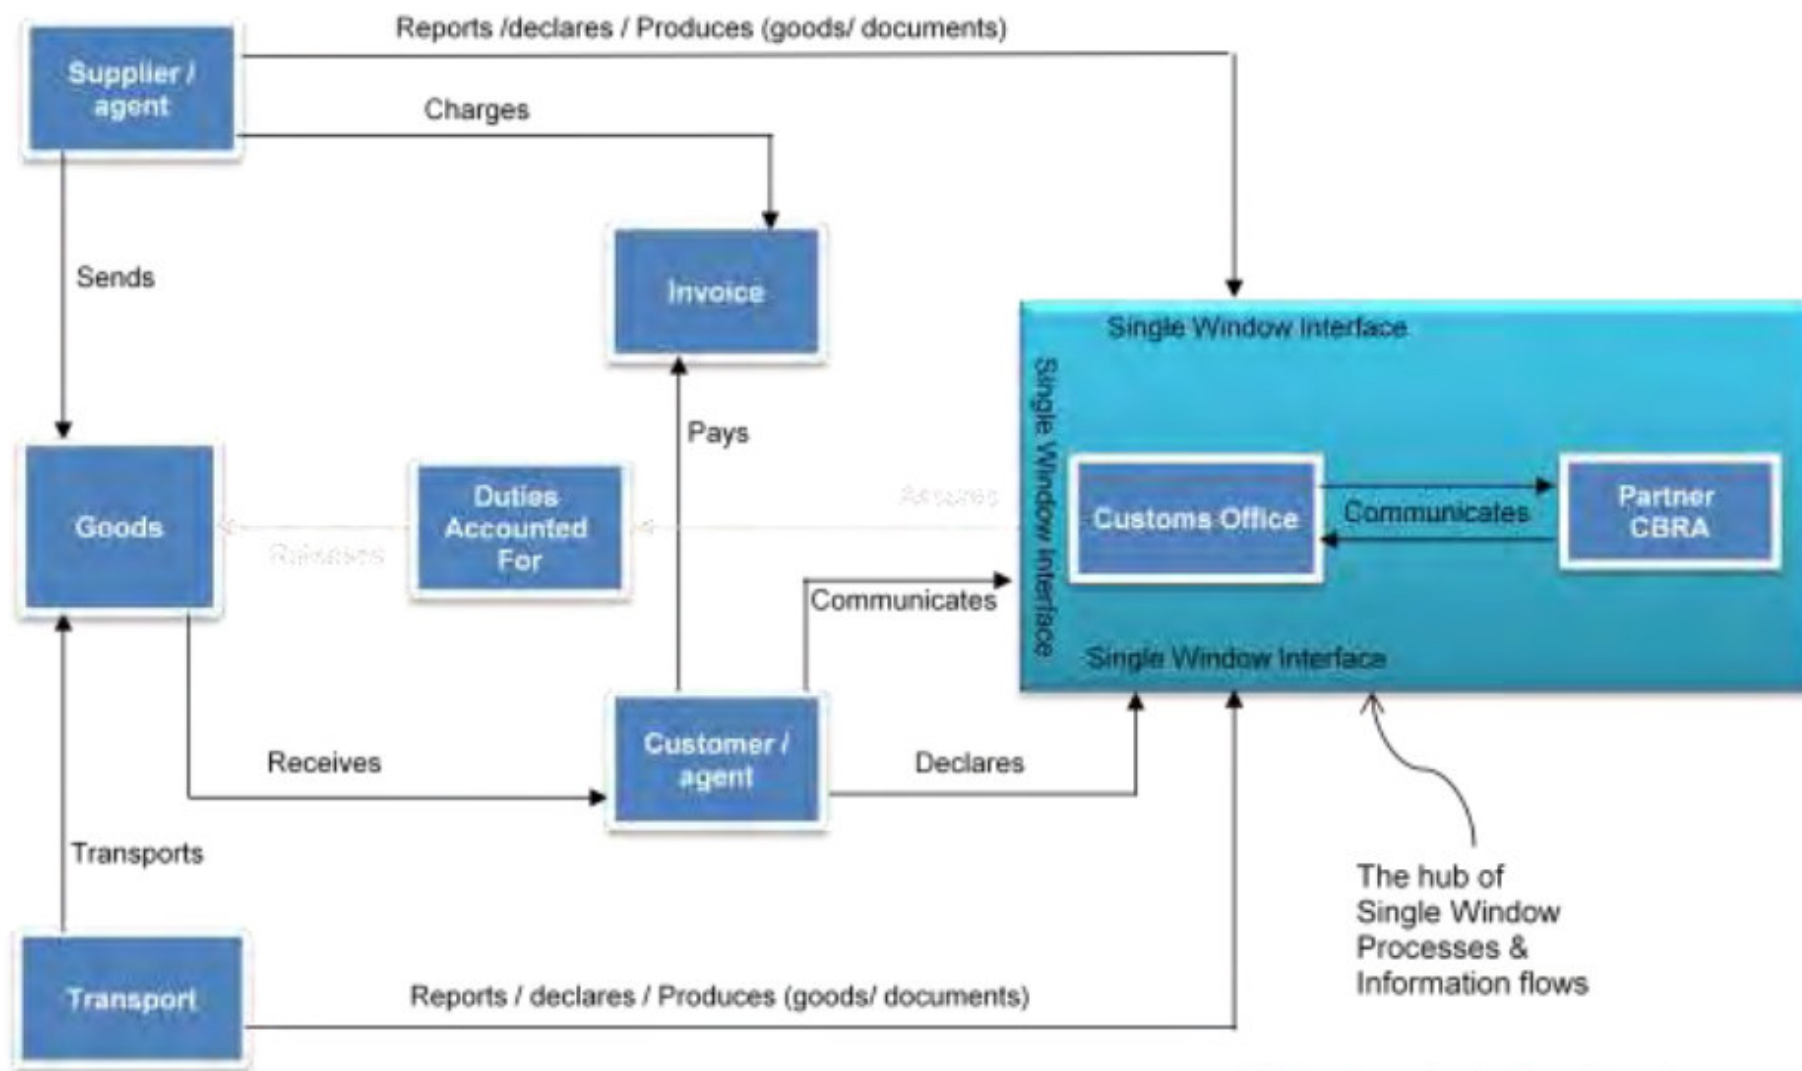 Reports /declares / Produces (goods/ documents)
Supplier /
agent
Charges
Sends
Invoice
Single Window Interface
Single Window Interface
Pays
Goods
Duties
Accounted
For
Assures
Customs Office
Communicates
Partner
CBRA
Communicates
Single Window Interface
Customer /
agent
Receives
Declares
Transports
The hub of
Single Window
Processes &
Information flows
Transport
Reports / declares / Produces (goods/ documents)